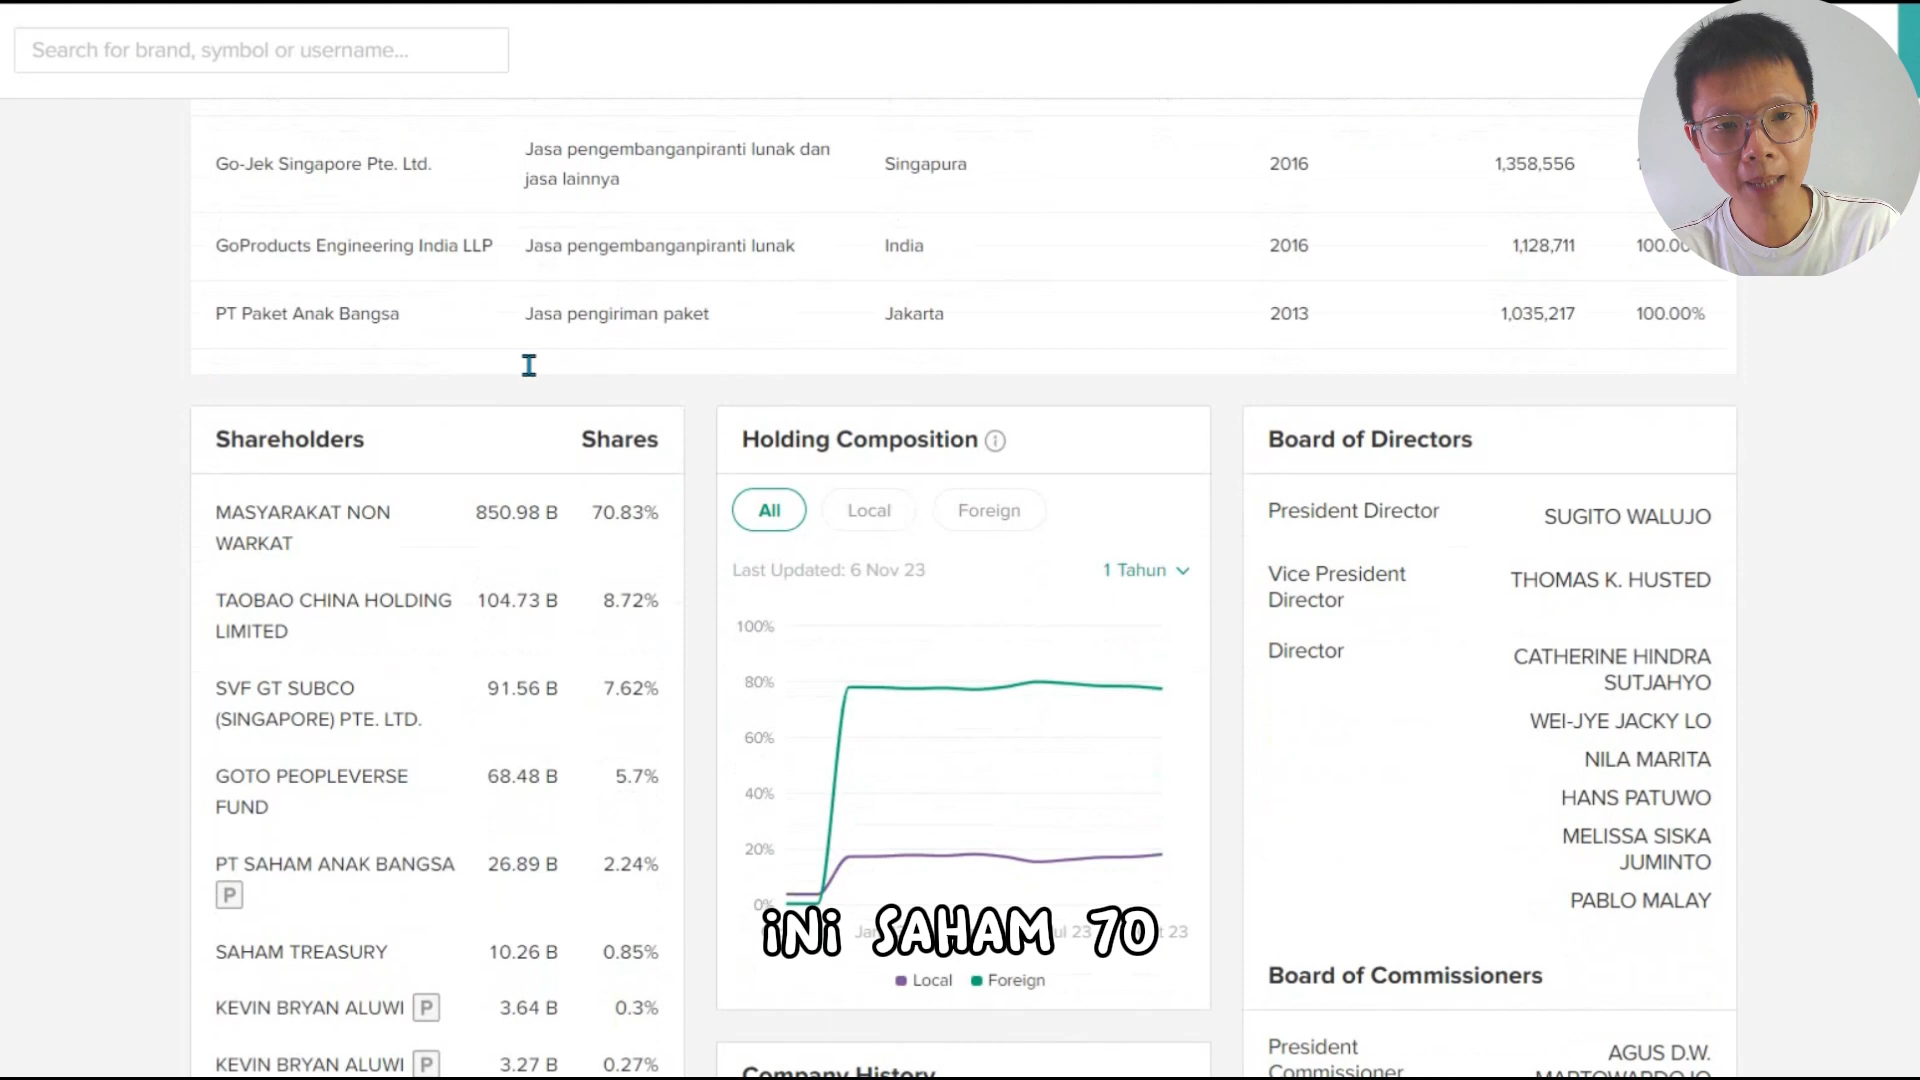 Search for brand, symbol or username...
Go-Jek Singapore Pte. Ltd.
Jasa pengembanganpiranti lunak dan
jasa lainnya
Singapura
2016
1,358,556
GoProducts Engineering India LLP
Jasa pengembanganpiranti lunak
India
2016
1,128,711
PT Paket Anak Bangsa
Jasa pengiriman paket
Jakarta
2013
1,035,217
100.00%
Shareholders
Shares
MASYARAKAT NON
WARKAT
850.98 B
70.83%
TAOBAO CHINA HOLDING
LIMITED
104.73 B
8.72%
SVF GT SUBCO
(SINGAPORE) PTE. LTD.
91.56 B
7.62%
GOTO PEOPLEVERSE
FUND
68.48 B
5.7%
PT SAHAM ANAK BANGSA
P
26.89 B
2.24%
SAHAM TREASURY
10.26 B
0.85%
KEVIN BRYAN ALUWI P
3.64 B
0.3%
KEVIN BRYAN ALUWI P
3.27 B
0.27%
Holding Composition
All
Local
Foreign
Last Updated: 6 Nov 23
1 Tahun
100%
80%
60%
40%
20%
0%
INI SAHAM 70
Local
Foreign
Company History
Board of Directors
President Director
SUGITO WALUJO
Vice President
Director
THOMAS K. HUSTED
Director
CATHERINE HINDRA
SUTJAHYO
WEI-JYE JACKY LO
NILA MARITA
HANS PATUWO
MELISSA SISKA
JUMINTO
PABLO MALAY
Board of Commissioners
President
Commissioner
AGUS D.W.
MARTOWARDOJO